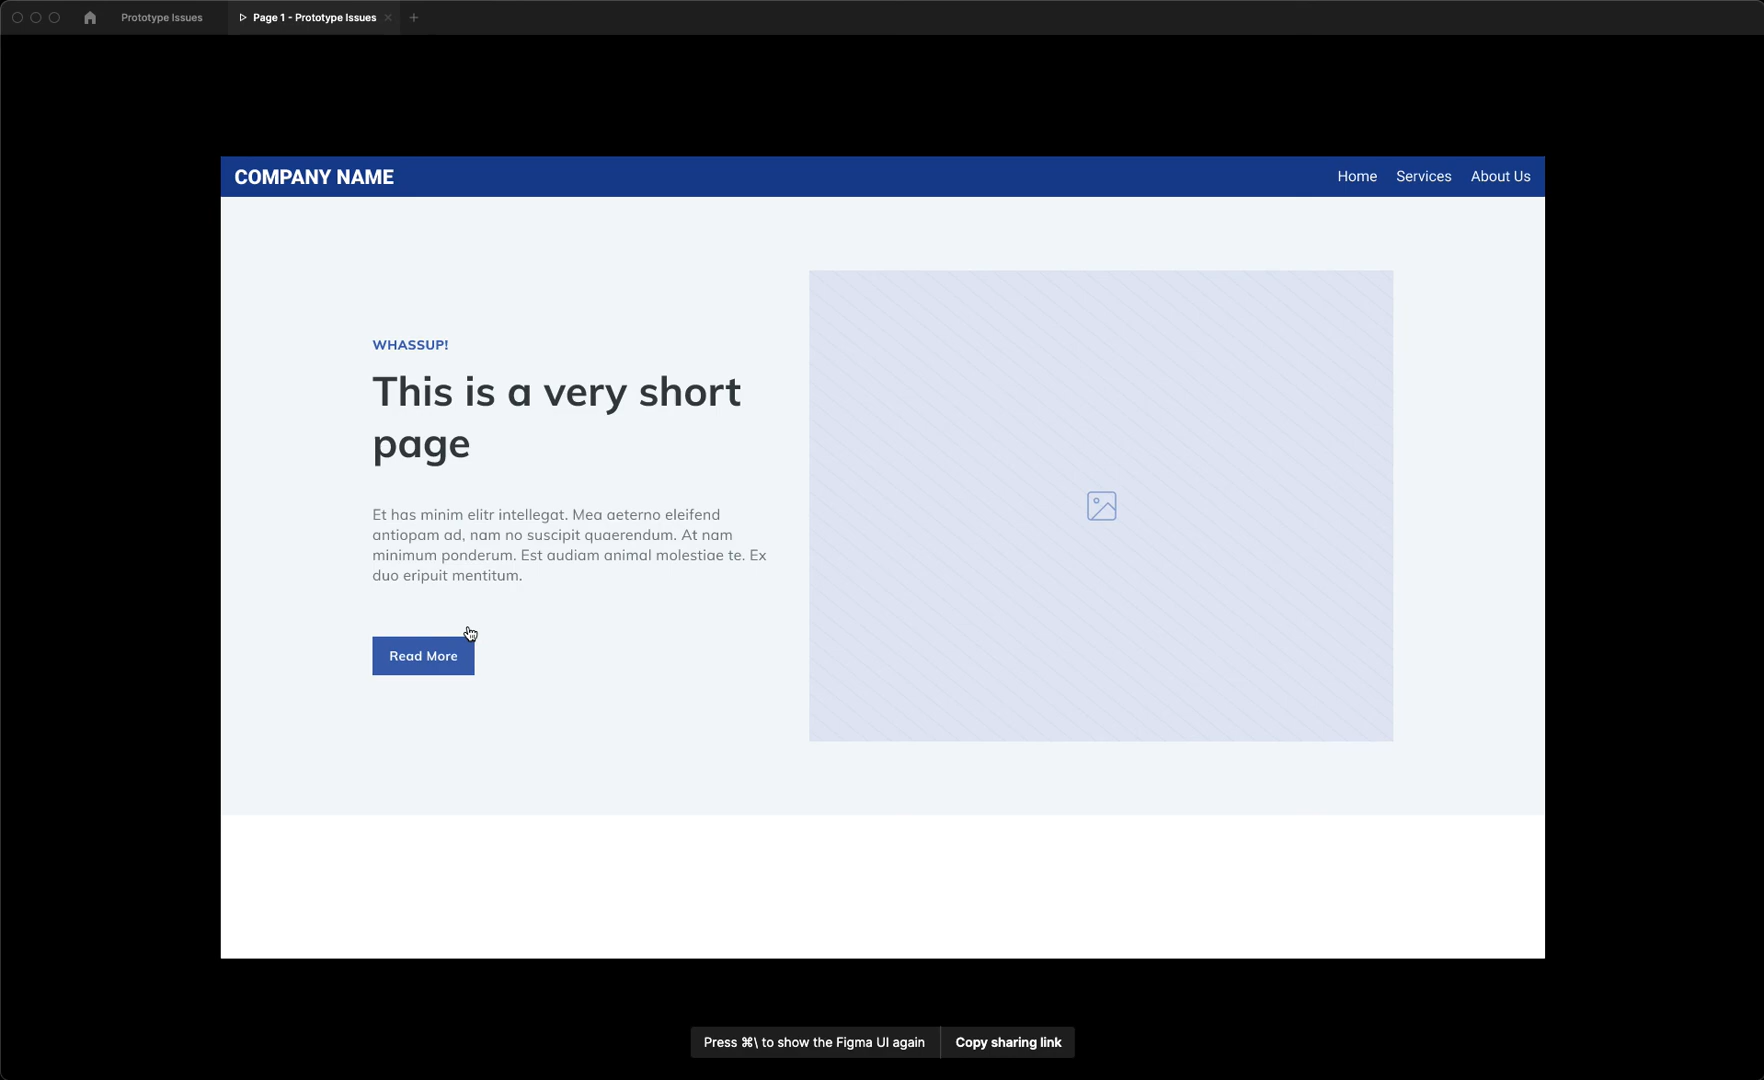 Prototype Issues
Page 1 - Prototype Issues
COMPANY NAME
Home Services About Us
WHASSUP!
This is a very short
page
Et has minim elitr intellegat. Mea aeterno eleifend
antiopam ad, nam no suscipit quaerendum. At nam
minimum ponderum. Est audiam animal molestiae te. Ex
duo eripuit mentitum.
Read More
Press ⌘\ to show the Figma UI again
Copy sharing link